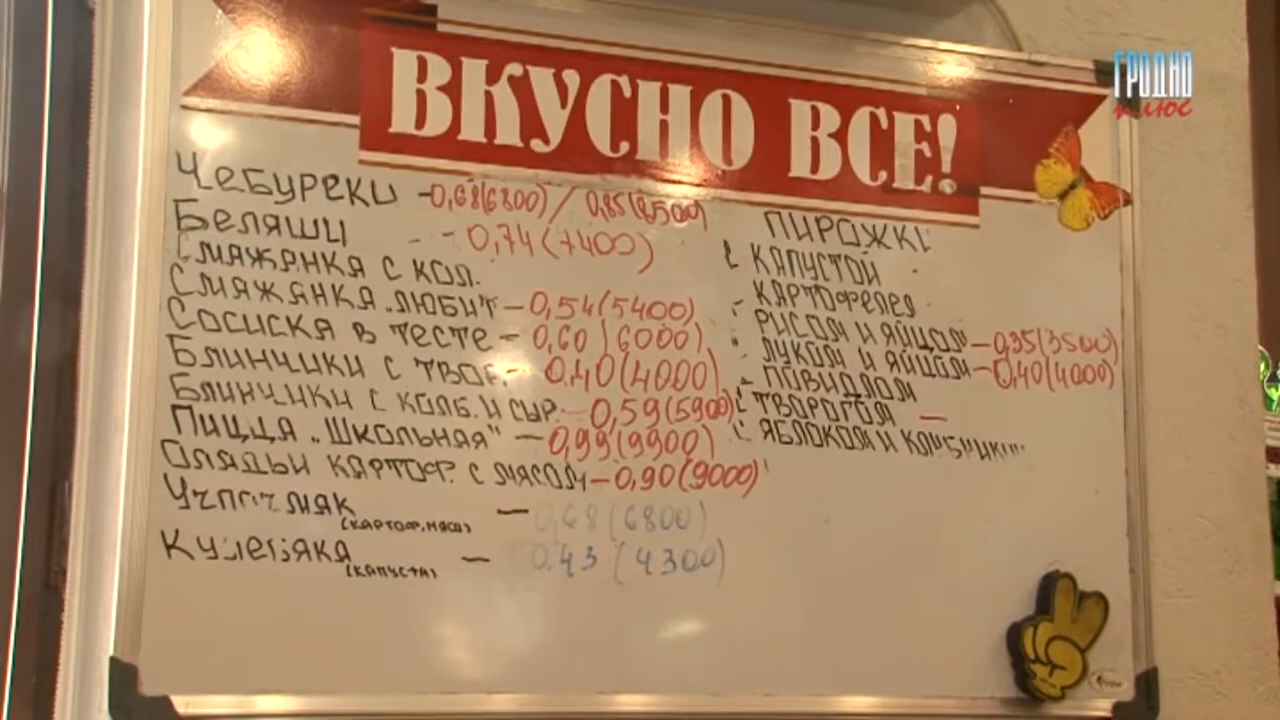 ВКУСНО ВСЕ!
ГРОДНО
плюс
Чебуреки -0,68(6800) / 0,85(8500)
Беляши - - 0,74(7400)
Смажанка с кол.
Смажанка „Любит" — 0,54(5400)
Сосиска в тесте - 0,60(6000)
Блинчики с твор. - 0,40(4000)
Блинчики с колб. и сыр. - 0,59(5900)
Пицца „Школьная" — 0,99(9900)
Оладьи картоф. с мясом — 0,90(9000)
Учпочмяк — 0,68(6800)
(картоф, мясо)
Кулебяка — 0,43(4300)
(капуста)
ПИРОЖКИ
с капустой
- картофелем
рисом и яйцом — 0,35(3500)
луком и яйцом — 0,40(4000)
- повидлом
с творогом —
с яблоком и